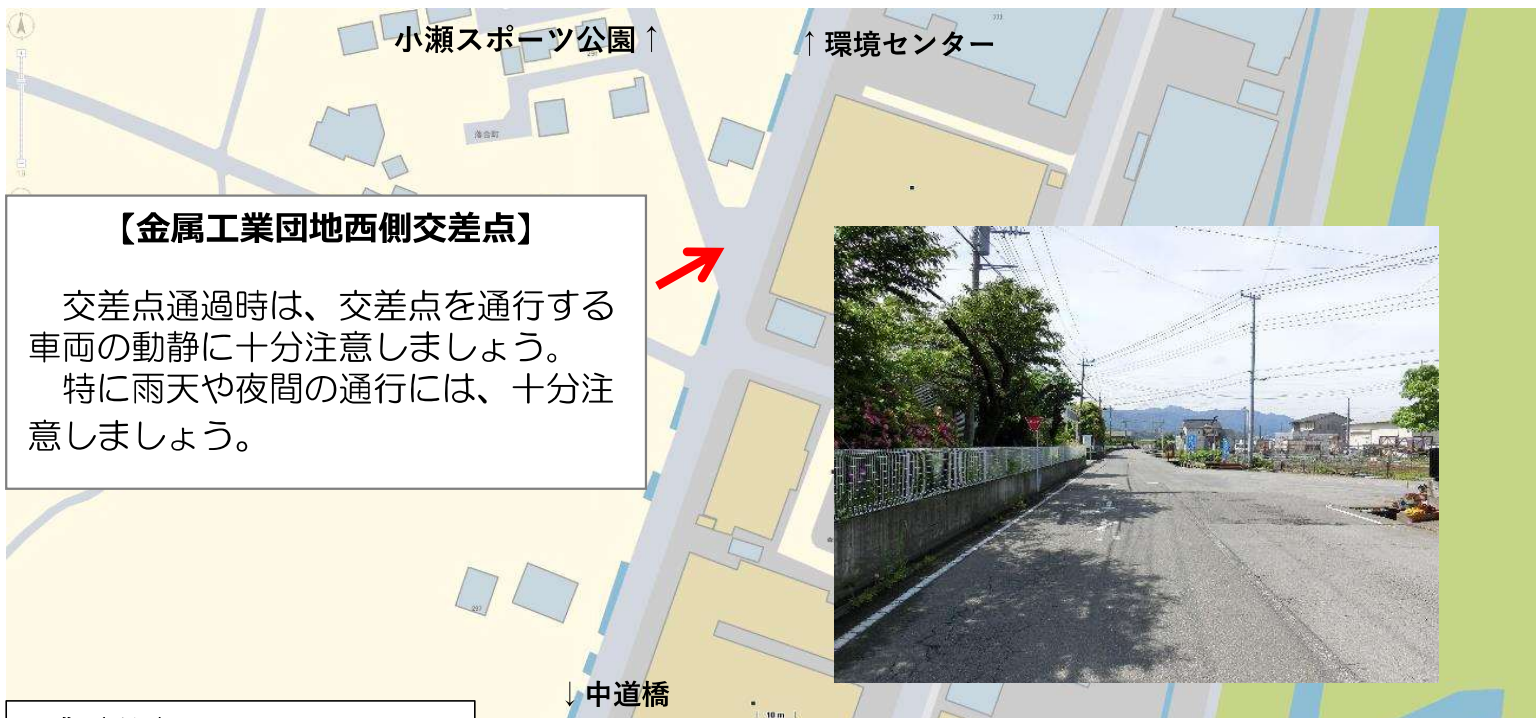 小瀬スポーツ公園↑
↑環境センター
落合町
【金属工業団地西側交差点】
交差点通過時は、交差点を通行する
車両の動静に十分注意しましょう。
特に雨天や夜間の通行には、十分注
意しましょう。
↓中道橋
10 m